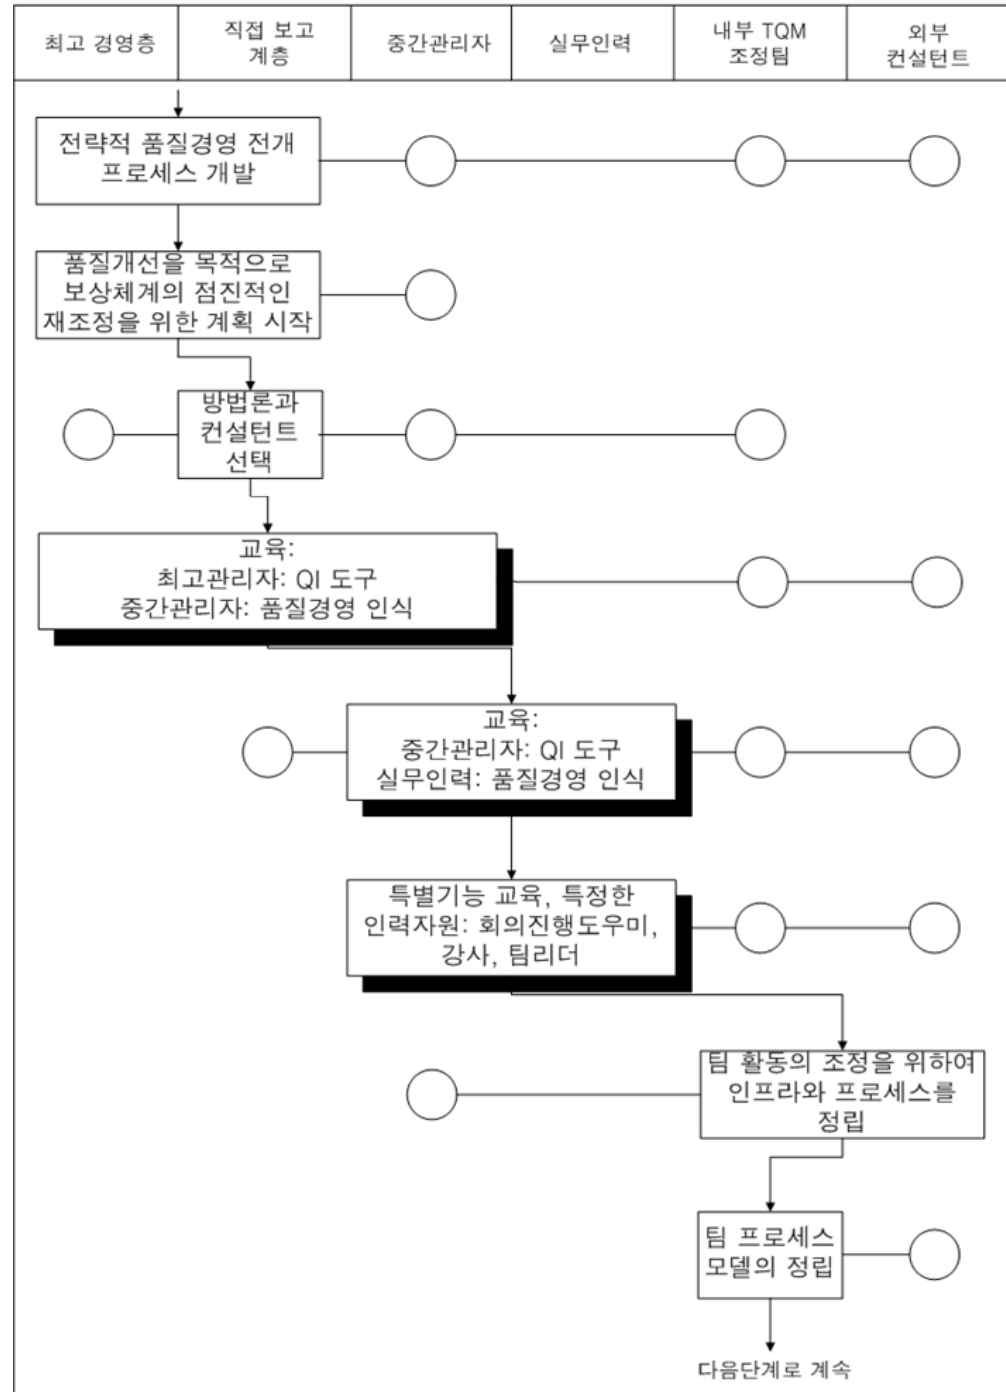 최고 경영층
직접 보고
계층
중간관리자
실무인력
내부 TQM
조정팀
외부
컨설턴트
전략적 품질경영 전개
프로세스 개발
품질개선을 목적으로
보상체계의 점진적인
재조정을 위한 계획 시작
방법론과
컨설턴트
선택
교육:
최고관리자: QI 도구
중간관리자: 품질경영 인식
교육:
중간관리자: QI 도구
실무인력: 품질경영 인식
특별기능 교육, 특정한
인력자원: 회의진행도우미,
강사, 팀리더
팀 활동의 조정을 위하여
인프라와 프로세스를
정립
팀 프로세스
모델의 정립
다음단계로 계속